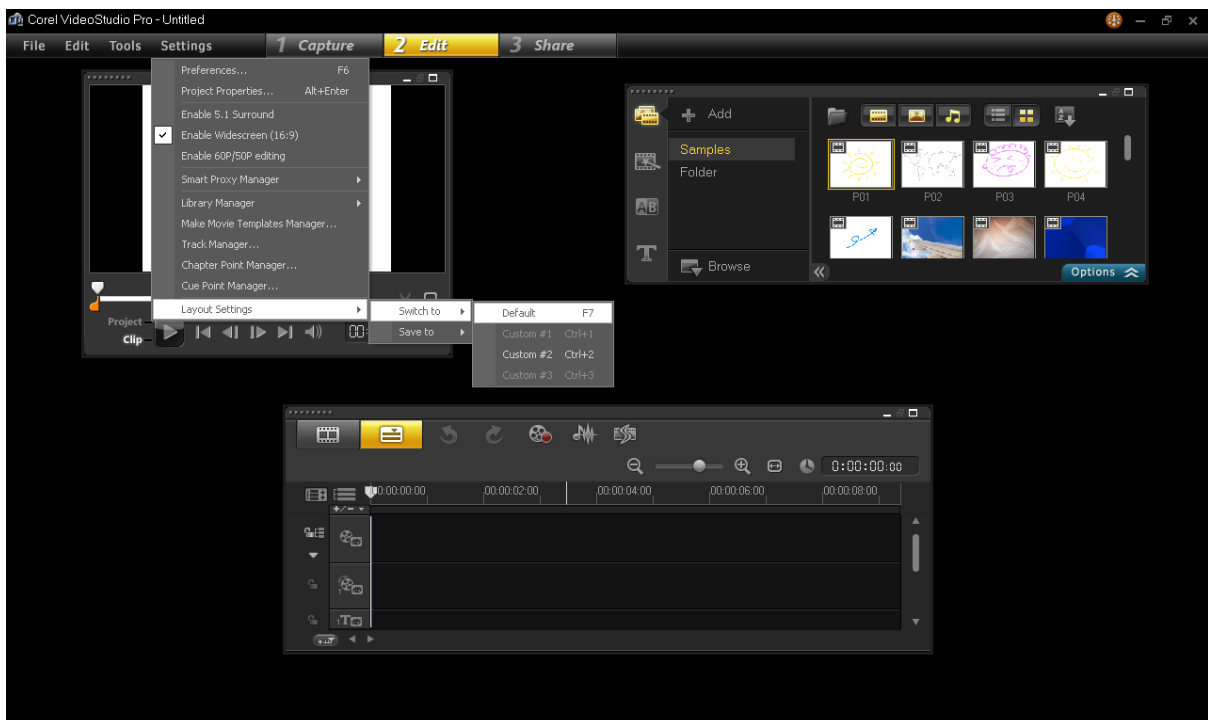 Corel VideoStudio Pro - Untitled
File Edit Tools Settings 1 Capture 2 Edit 3 Share
Preferences... F6
Project Properties... Alt+Enter
Enable 5.1 Surround
Enable Widescreen (16:9)
Enable 60P/50P editing
Smart Proxy Manager
Library Manager
Make Movie Templates Manager...
Track Manager...
Chapter Point Manager...
Cue Point Manager...
Layout Settings
Switch to
Save to
Default F7
Custom #1 Ctrl+1
Custom #2 Ctrl+2
Custom #3 Ctrl+3
Project
Clip
00:
Add
Samples
Folder
Browse
AB
T
P01 P02 P03 P04
Options
0:00:00:00
00:00:00:00 00:00:02:00 00:00:04:00 00:00:06:00 00:00:08:00